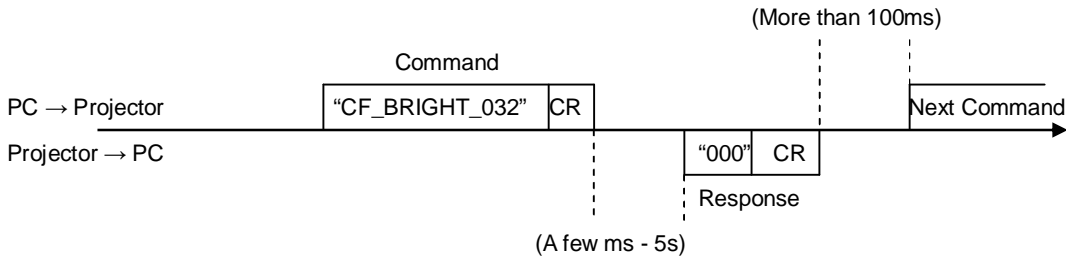 (More than 100ms)
Command
PC → Projector
“CF_BRIGHT_032” CR
Next Command
Projector → PC
“000” CR
Response
(A few ms - 5s)